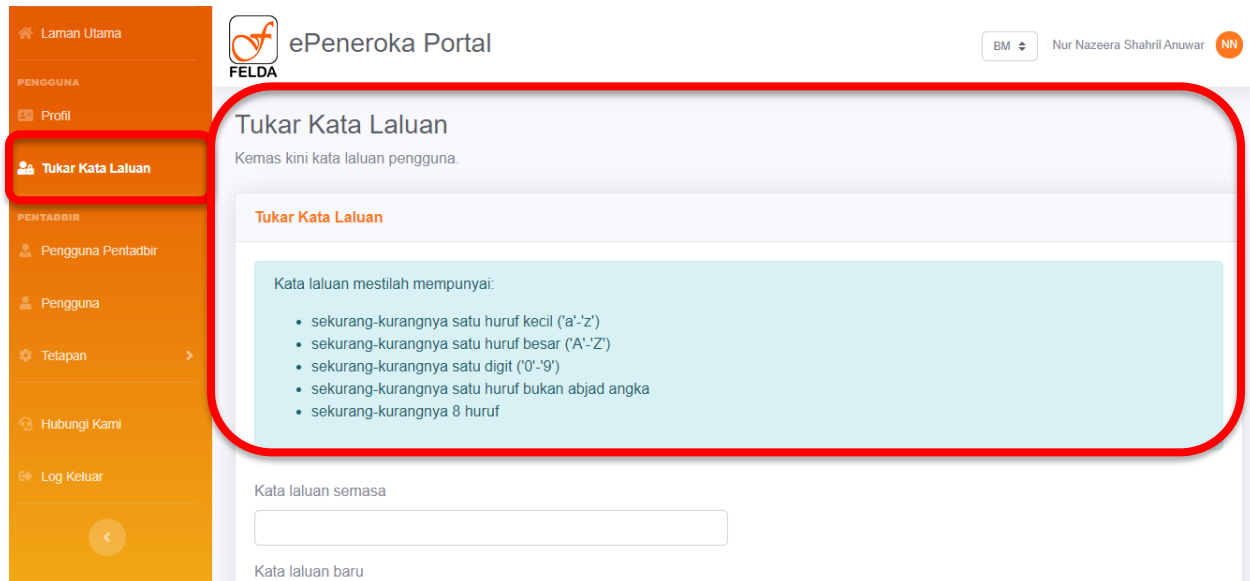 Laman Utama
PENGGUNA
Profil
Tukar Kata Laluan
PENTADBIR
Pengguna Pentadbir
Pengguna
Tetapan
Hubungi Kami
Log Keluar
FELDA
ePeneroka Portal
BM
Nur Nazeera Shahril Anuwar
NN
Tukar Kata Laluan
Kemas kini kata laluan pengguna.
Tukar Kata Laluan
Kata laluan mestilah mempunyai:
• sekurang-kurangnya satu huruf kecil ('a'-'z')
• sekurang-kurangnya satu huruf besar ('A'-'Z')
• sekurang-kurangnya satu digit ('0'-'9')
• sekurang-kurangnya satu huruf bukan abjad angka
• sekurang-kurangnya 8 huruf
Kata laluan semasa
Kata laluan baru